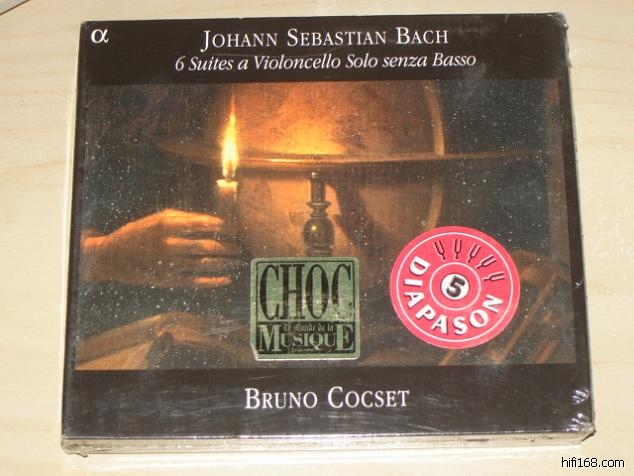 α
JOHANN SEBASTIAN BACH
6 Suites a Violoncello Solo senza Basso
CHOC
Le Monde de la
MUSIQUE
DIAPASON
5
BRUNO COCSET
hifi168.com